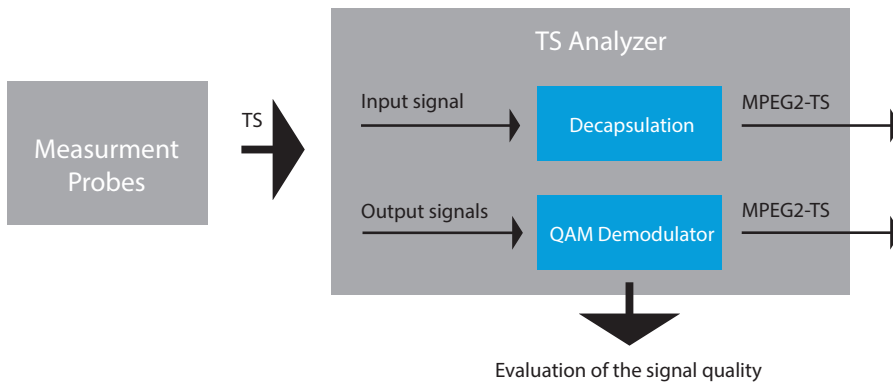 TS Analyzer
Measurment
Probes
TS
Input signal
Decapsulation
MPEG2-TS
Output signals
QAM Demodulator
MPEG2-TS
Evaluation of the signal quality